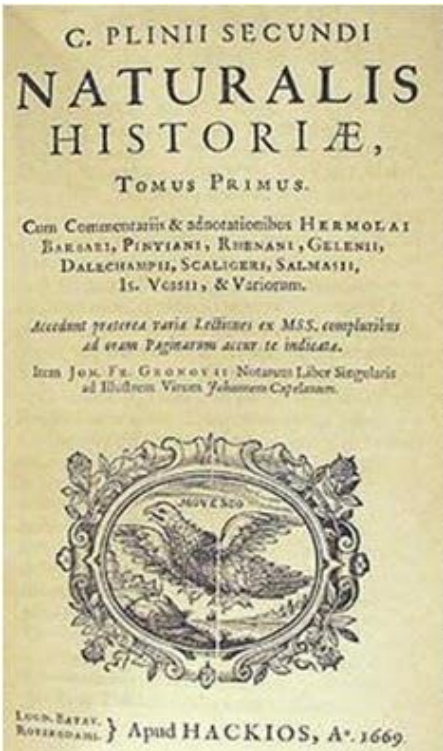 C. PLINII SECUNDI
NATURALIS
HISTORIÆ,
TOMUS PRIMUS.
Cum Commentariis & adnotationibus HERMOLAI
BARBARI, PINTIANI, RHENANI, GELENII,
DALECHAMPII, SCALIGERI, SALMASII,
IS. VOSSII, & Variorum.
Accedunt præterea variæ Lectiones ex MSS. compluribus
ad oram Paginarum accur te indicatæ.
Item JOH. FR. GRONOVII Notarum Liber Singularis
ad Illustrem Virum Johannem Capelanum.
MOVENDO
LUGD. BATAV.
ROTERODAMI. } Apud HACKIOS, Aº. 1669